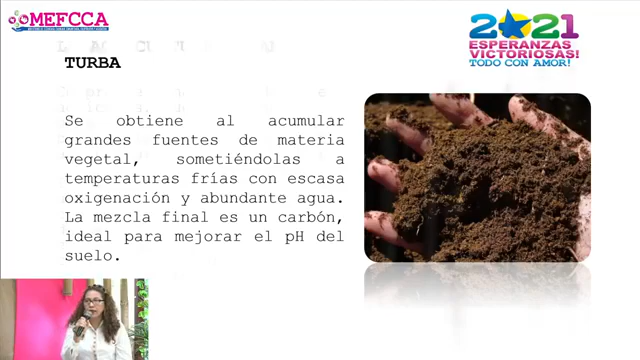 MEFCCA
2021
ESPERANZAS
VICTORIOSAS!
TODO CON AMOR!
TURBA
Se obtiene al acumular
grandes fuentes de materia
vegetal, sometiéndolas a
temperaturas frías con escasa
oxigenación y abundante agua.
La mezcla final es un carbón,
ideal para mejorar el pH del
suelo.